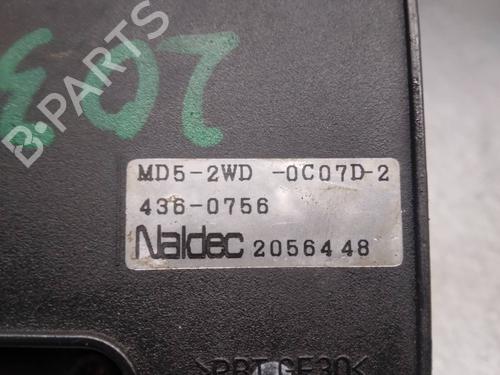 203
B-PARTS
MD5-2WD -0C07D-2
436-0756
Naldec 2056448
>PBT GF30<